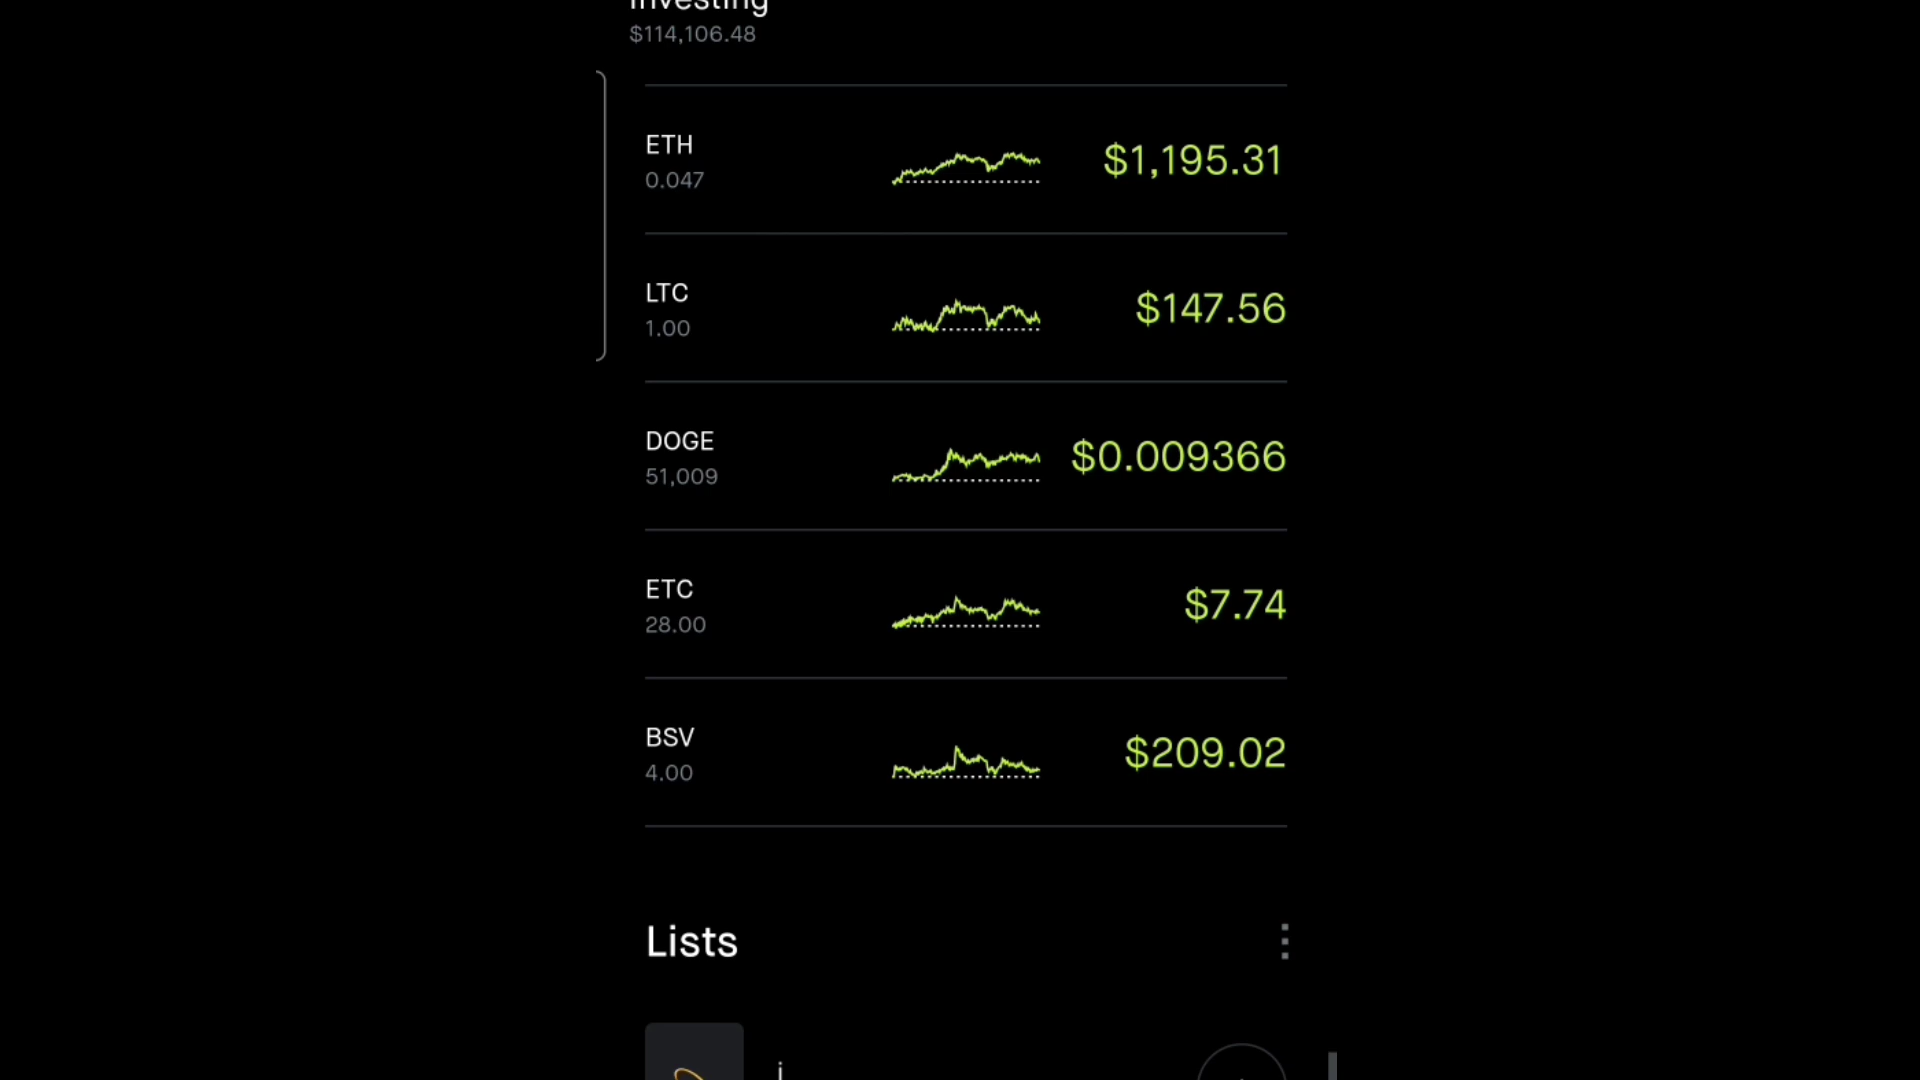 Investing
$114,106.48
ETH
0.047
$1,195.31
LTC
1.00
$147.56
DOGE
51,009
$0.009366
ETC
28.00
$7.74
BSV
4.00
$209.02
Lists